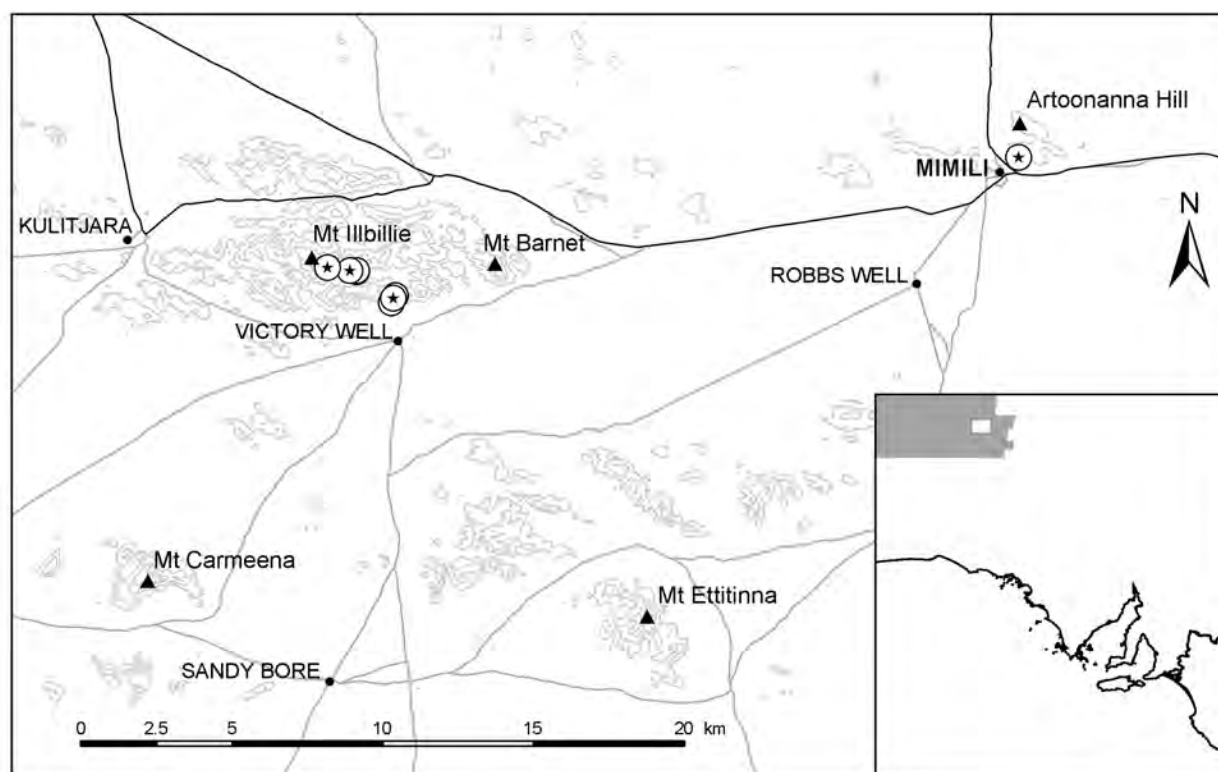 Artoonanna Hill
MIMILI
N
KULITJARA
Mt Illbillie
Mt Barnet
ROBBS WELL
VICTORY WELL
Mt Carmeena
Mt Ettitinna
SANDY BORE
0 2.5 5 10 15 20 km